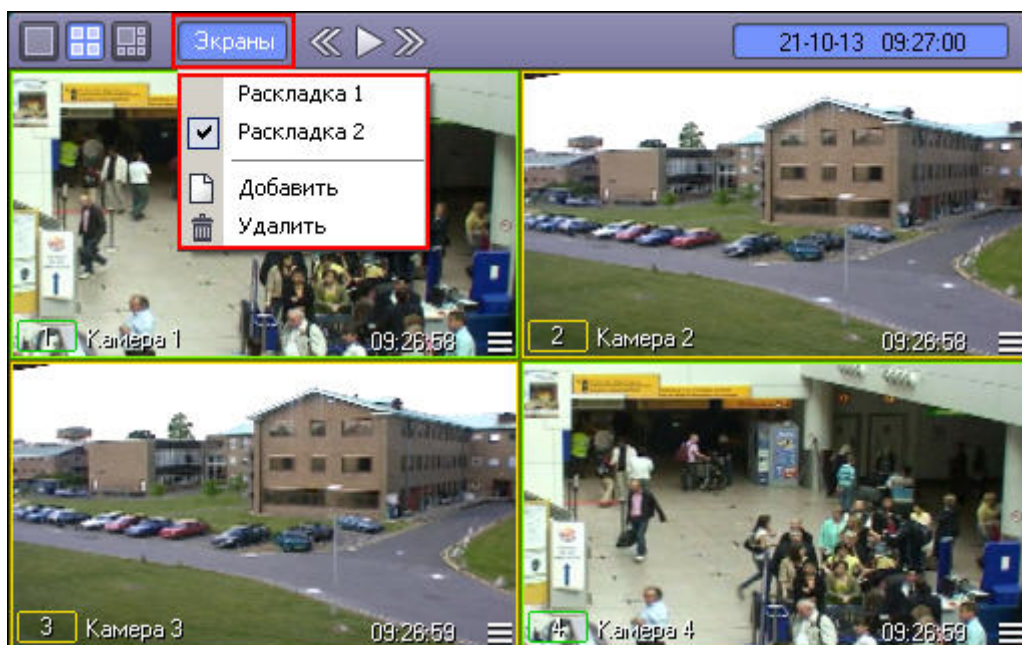 Экраны
21-10-13 09:27:00
Раскладка 1
Раскладка 2
Добавить
Удалить
1 Камера 1 09:26:58
2 Камера 2 09:26:58
3 Камера 3 09:26:59
4 Камера 4 09:26:59